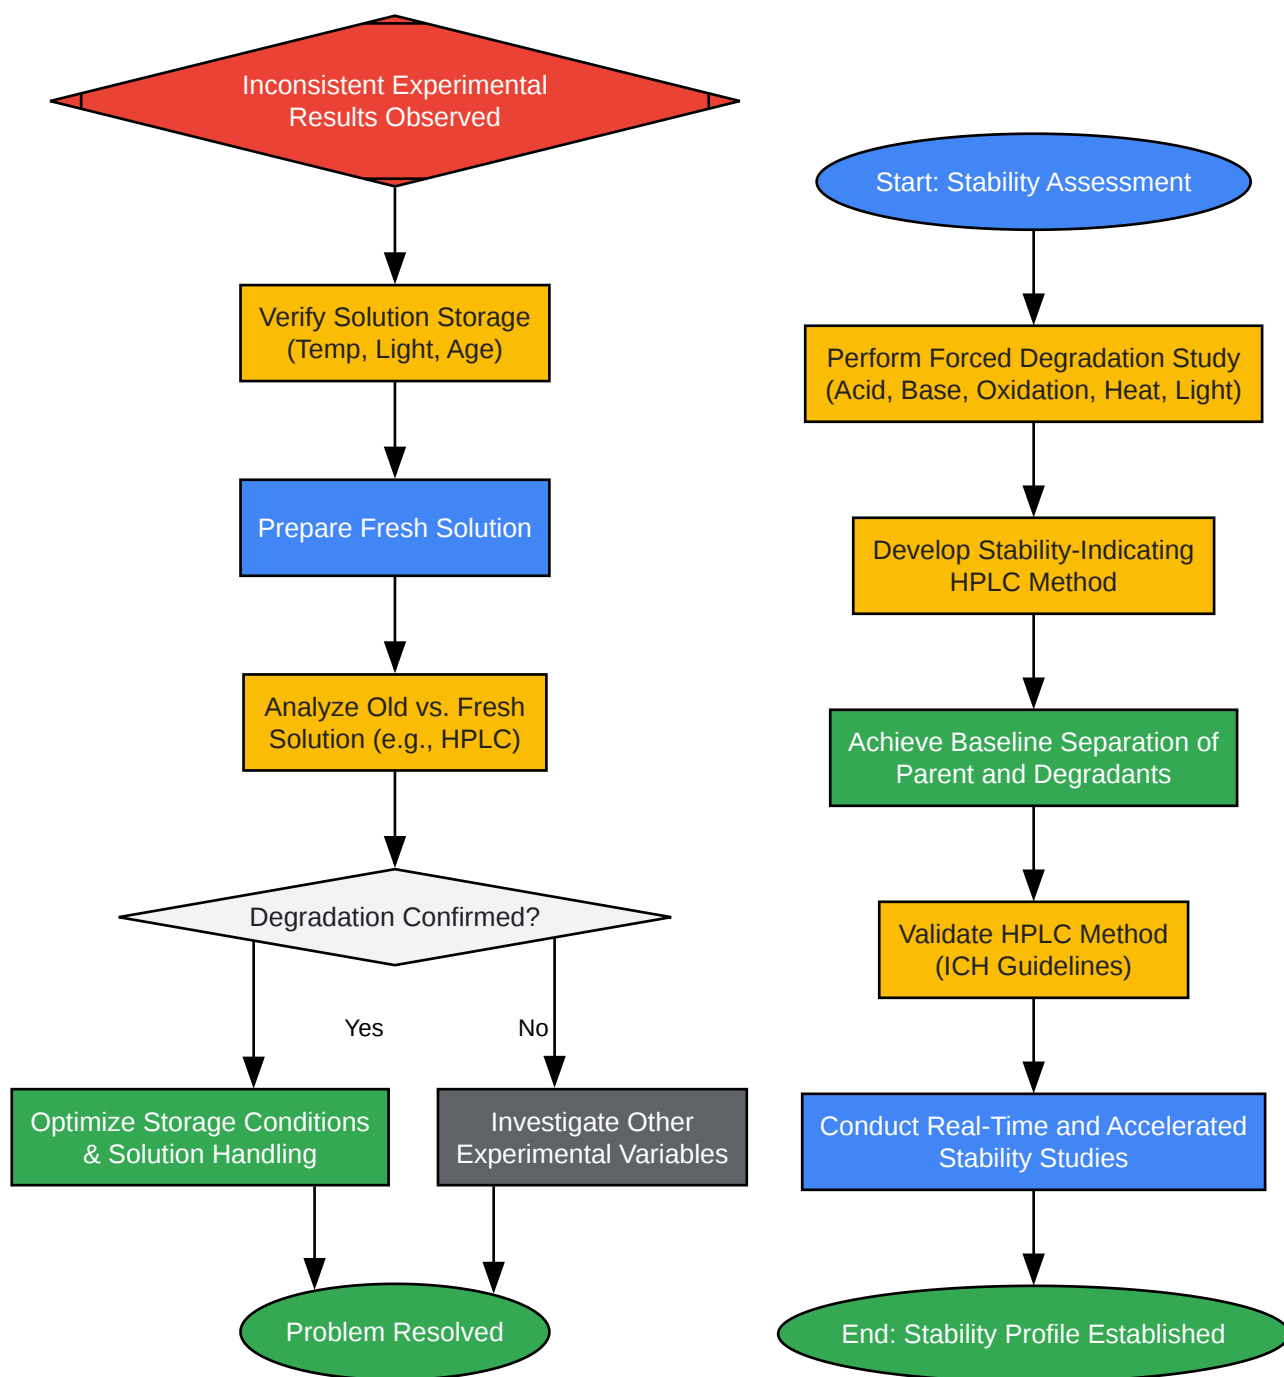 Inconsistent Experimental
Results Observed
Verify Solution Storage
(Temp, Light, Age)
Prepare Fresh Solution
Analyze Old vs. Fresh
Solution (e.g., HPLC)
Degradation Confirmed?
Yes
No
Optimize Storage Conditions
& Solution Handling
Investigate Other
Experimental Variables
Problem Resolved
Start: Stability Assessment
Perform Forced Degradation Study
(Acid, Base, Oxidation, Heat, Light)
Develop Stability-Indicating
HPLC Method
Achieve Baseline Separation of
Parent and Degradants
Validate HPLC Method
(ICH Guidelines)
Conduct Real-Time and Accelerated
Stability Studies
End: Stability Profile Established